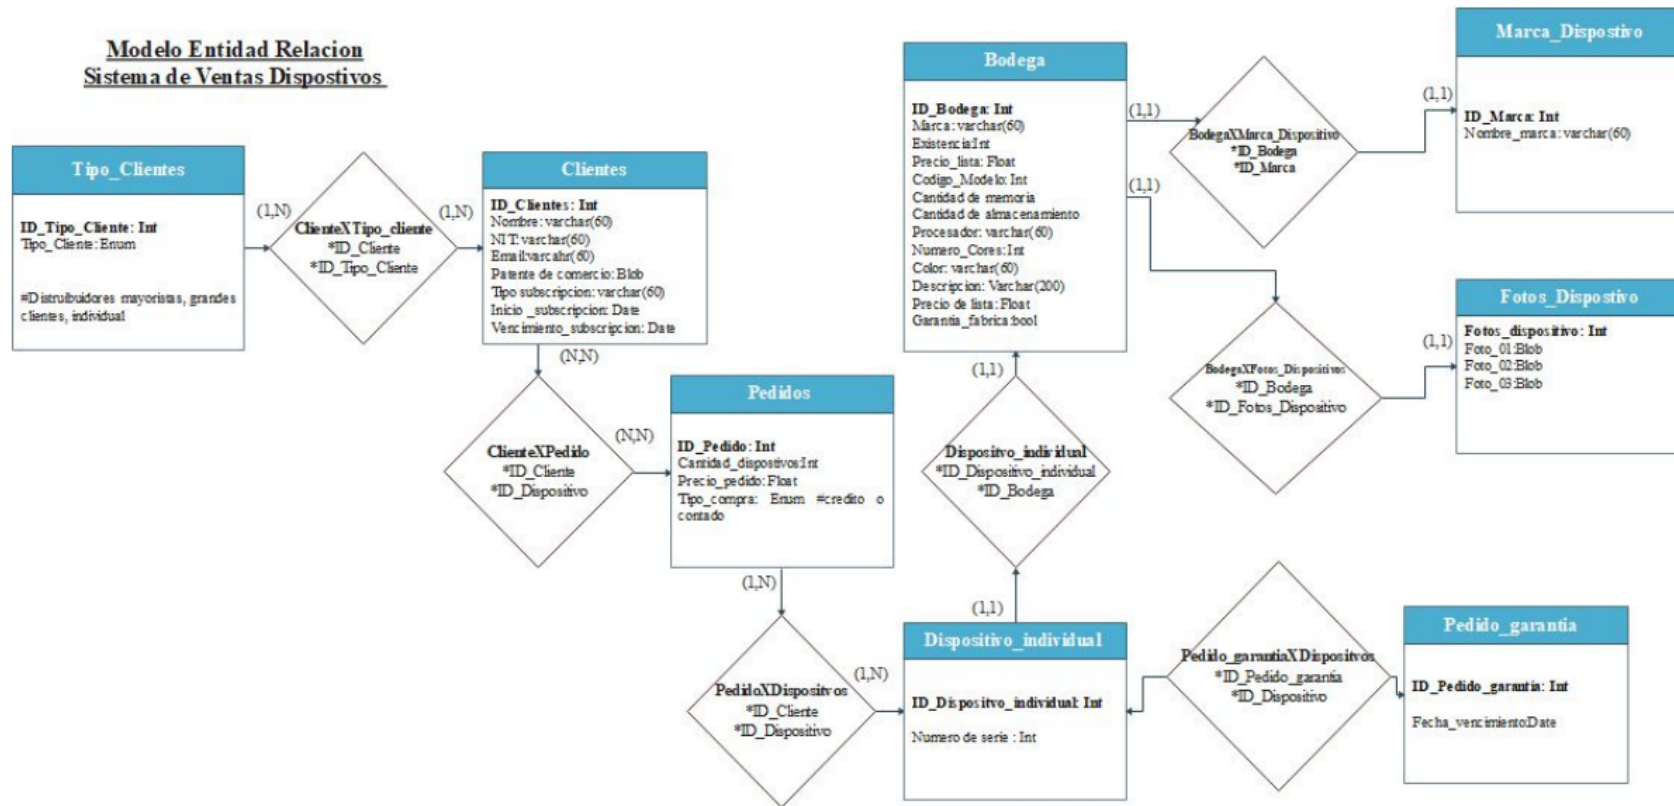 Modelo Entidad Relacion
Sistema de Ventas Dispostivos
Tipo_Clientes
ID_Tipo_Cliente: Int
Tipo_Cliente: Enum
#Distruibuidores mayoristas, grandes
clientes, individual
(1,N)
ClienteXTipo_cliente
*ID_Cliente
*ID_Tipo_Cliente
(1,N)
Clientes
ID_Clientes: Int
Nombre: varchar(60)
NIT: varchar(60)
Email:varcahr(60)
Patente de comercio: Blob
Tipo subscripcion: varchar(60)
Inicio _subscripcion: Date
Vencimiento_subscripcion: Date
(N,N)
ClienteXPedido
*ID_Cliente
*ID_Dispositivo
(N,N)
Pedidos
ID_Pedido: Int
Cantidad_dispostivos:Int
Precio_pedido: Float
Tipo_compra: Enum #credito o
contado
(1,N)
PedidoXDispositvos
*ID_Cliente
*ID_Dispositivo
(1,N)
Bodega
ID_Bodega: Int
Marca: varchar(60)
Existencia:Int
Precio_lista: Float
Codigo_Modelo: Int
Cantidad de memoria
Cantidad de almacenamiento
Procesador: varchar(60)
Numero_Cores: Int
Color: varchar(60)
Descripcion: Varchar(200)
Precio de lista: Float
Garantia_fabrica:bool
(1,1)
Dispositvo_individual
*ID_Dispositivo_individual
*ID_Bodega
(1,1)
Dispositivo_individual
ID_Dispositvo_individual: Int
Numero de serie : Int
(1,1)
BodegaXMarca_Dispositivo
*ID_Bodega
*ID_Marca
(1,1)
Marca_Dispostivo
ID_Marca: Int
Nombre_marca: varchar(60)
(1,1)
BodegaXFotos_Dispositivos
*ID_Bodega
*ID_Fotos_Dispositivo
(1,1)
Fotos_Dispostivo
Fotos_dispositivo: Int
Foto_01:Blob
Foto_02:Blob
Foto_03:Blob
Pedido_garantiaXDispositvos
*ID_Pedido_garantia
*ID_Dispositivo
Pedido_garantia
ID_Pedido_garantia: Int
Fecha_vencimiento:Date